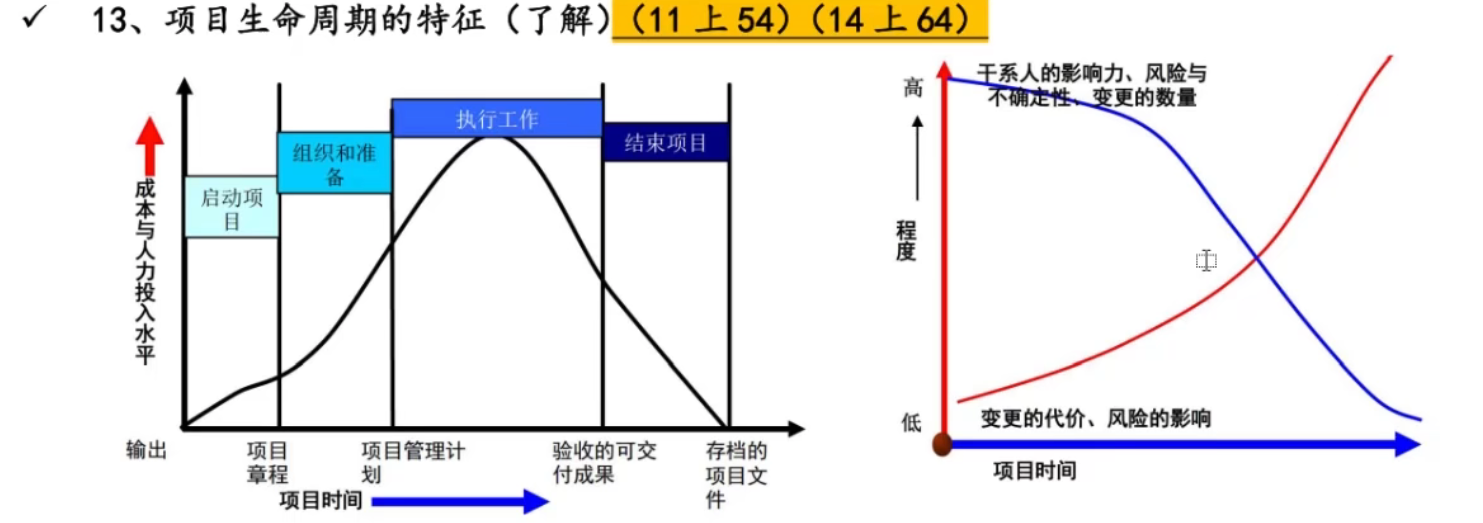 ✓ 13、项目生命周期的特征（了解）（11 上 54）（14 上 64）
成本与人力投入水平
启动项
目
组织和准
备
执行工作
结束项目
输出
项目
章程
项目管理计
划
验收的可交
付成果
存档的
项目文
件
项目时间
高
程度
低
干系人的影响力、风险与
不确定性、变更的数量
变更的代价、风险的影响
项目时间